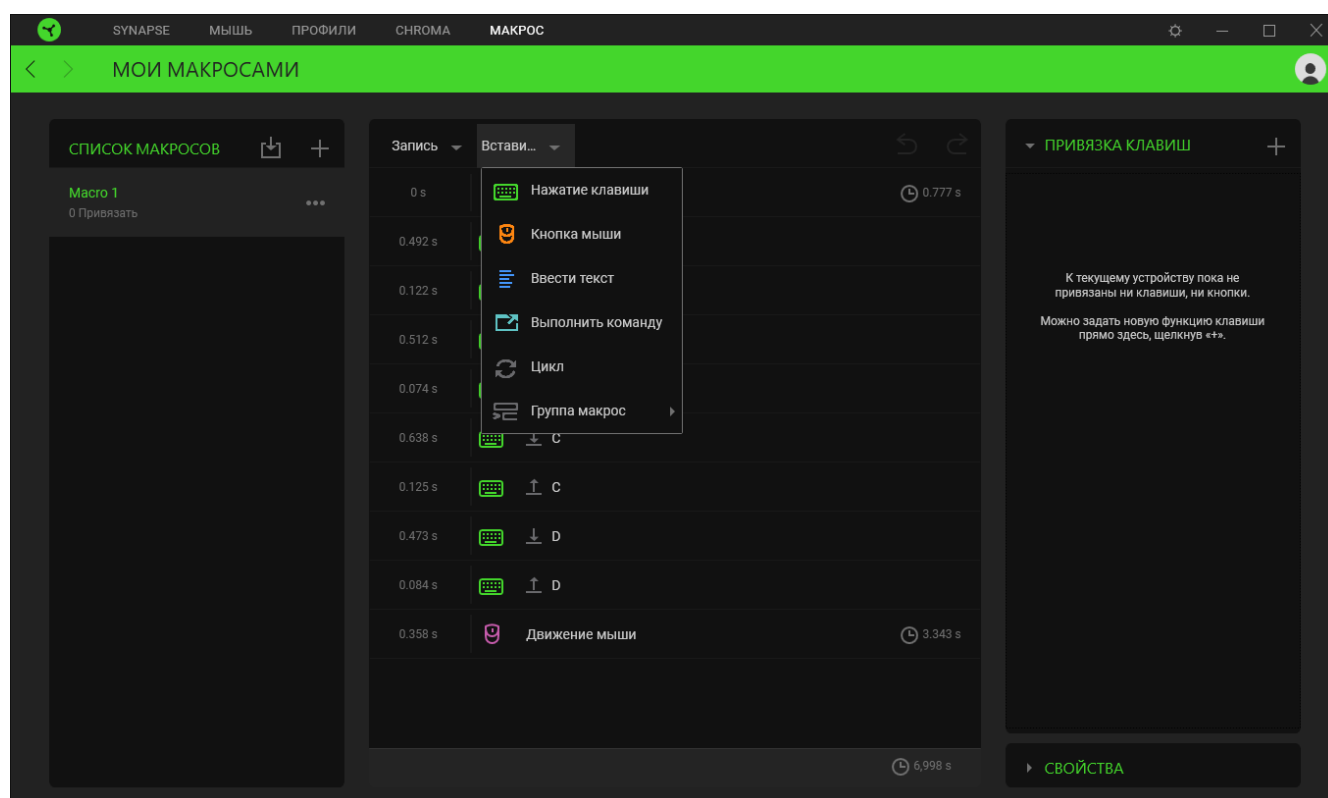 SYNAPSE МЫШЬ ПРОФИЛИ CHROMA МАКРОС
МОИ МАКРОСАМИ
СПИСОК МАКРОСОВ
Macro 1
0 Привязать
Запись Встави...
0 s 0.777 s
0.492 s
0.122 s
0.512 s
0.074 s
0.638 s C
0.125 s C
0.473 s D
0.084 s D
0.358 s Движение мыши 3.343 s
6,998 s
Нажатие клавиши
Кнопка мыши
Ввести текст
Выполнить команду
Цикл
Группа макрос
ПРИВЯЗКА КЛАВИШ
К текущему устройству пока не
привязаны ни клавиши, ни кнопки.
Можно задать новую функцию клавиши
прямо здесь, щелкнув «+».
СВОЙСТВА